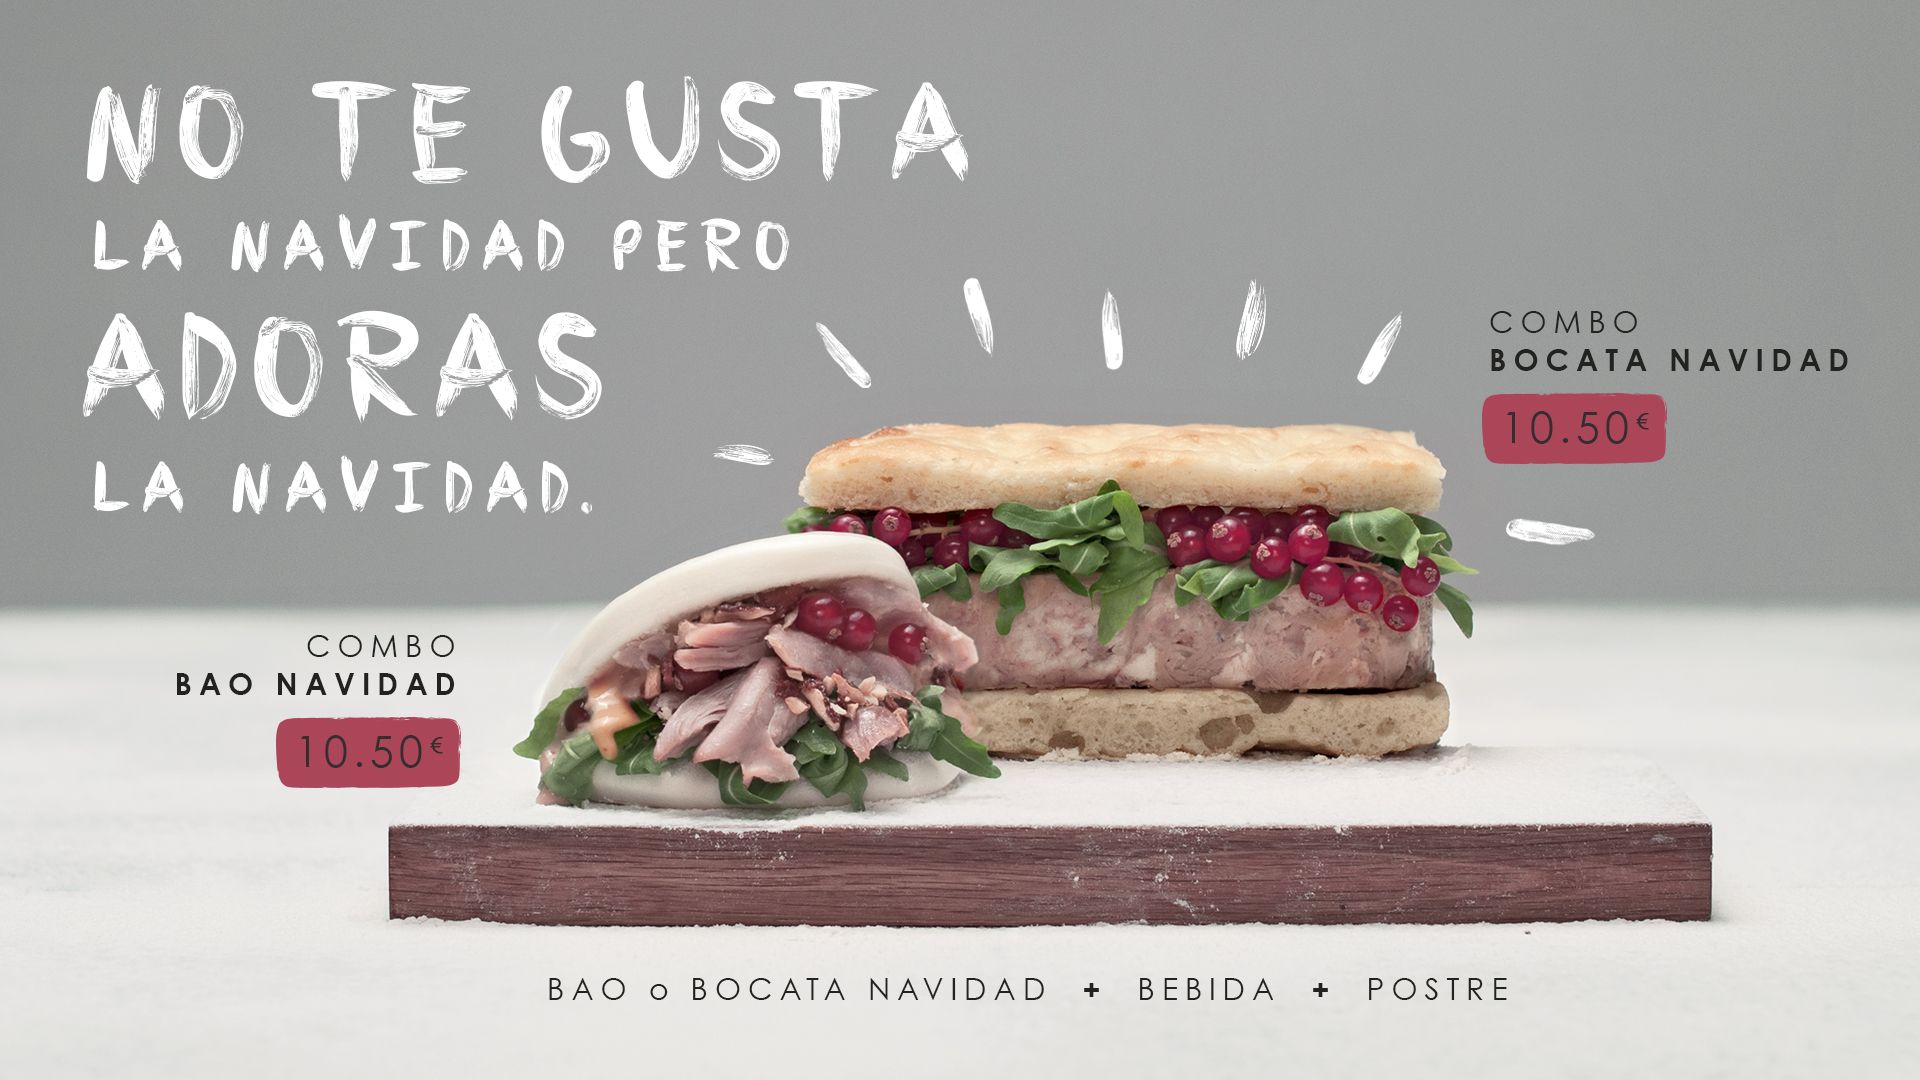 NO TE GUSTA
LA NAVIDAD PERO
ADORAS
LA NAVIDAD.
COMBO
BOCATA NAVIDAD
10.50€
COMBO
BAO NAVIDAD
10.50€
BAO o BOCATA NAVIDAD + BEBIDA + POSTRE